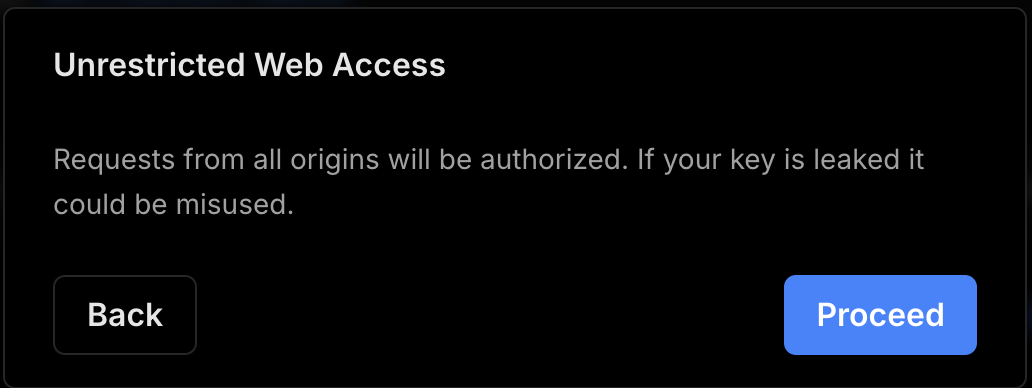 Unrestricted Web Access
Requests from all origins will be authorized. If your key is leaked it
could be misused.
Back
Proceed